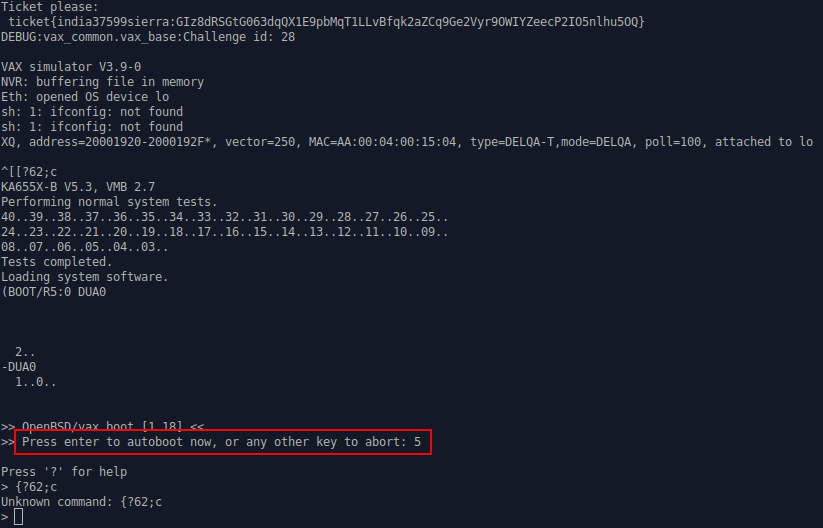 Ticket please:
ticket{india37599sierra:GIz8dRSGtG063dqQX1E9pbMqT1LLvBfqk2aZCq9Ge2Vyr9OWIYZeecP2IO5nlhu5OQ}
DEBUG:vax_common.vax_base:Challenge id: 28
VAX simulator V3.9-0
NVR: buffering file in memory
Eth: opened OS device lo
sh: 1: ifconfig: not found
sh: 1: ifconfig: not found
XQ, address=20001920-2000192F*, vector=250, MAC=AA:00:04:00:15:04, type=DELQA-T,mode=DELQA, poll=100, attached to lo
^[[?62;c
KA655X-B V5.3, VMB 2.7
Performing normal system tests.
40..39..38..37..36..35..34..33..32..31..30..29..28..27..26..25..
24..23..22..21..20..19..18..17..16..15..14..13..12..11..10..09..
08..07..06..05..04..03..
Tests completed.
Loading system software.
(BOOT/R5:0 DUA0
2..
-DUA0
1..0..
>> OpenBSD/vax boot [1.18] <<
>> Press enter to autoboot now, or any other key to abort: 5
Press '?' for help
> {?62;c
Unknown command: {?62;c
>